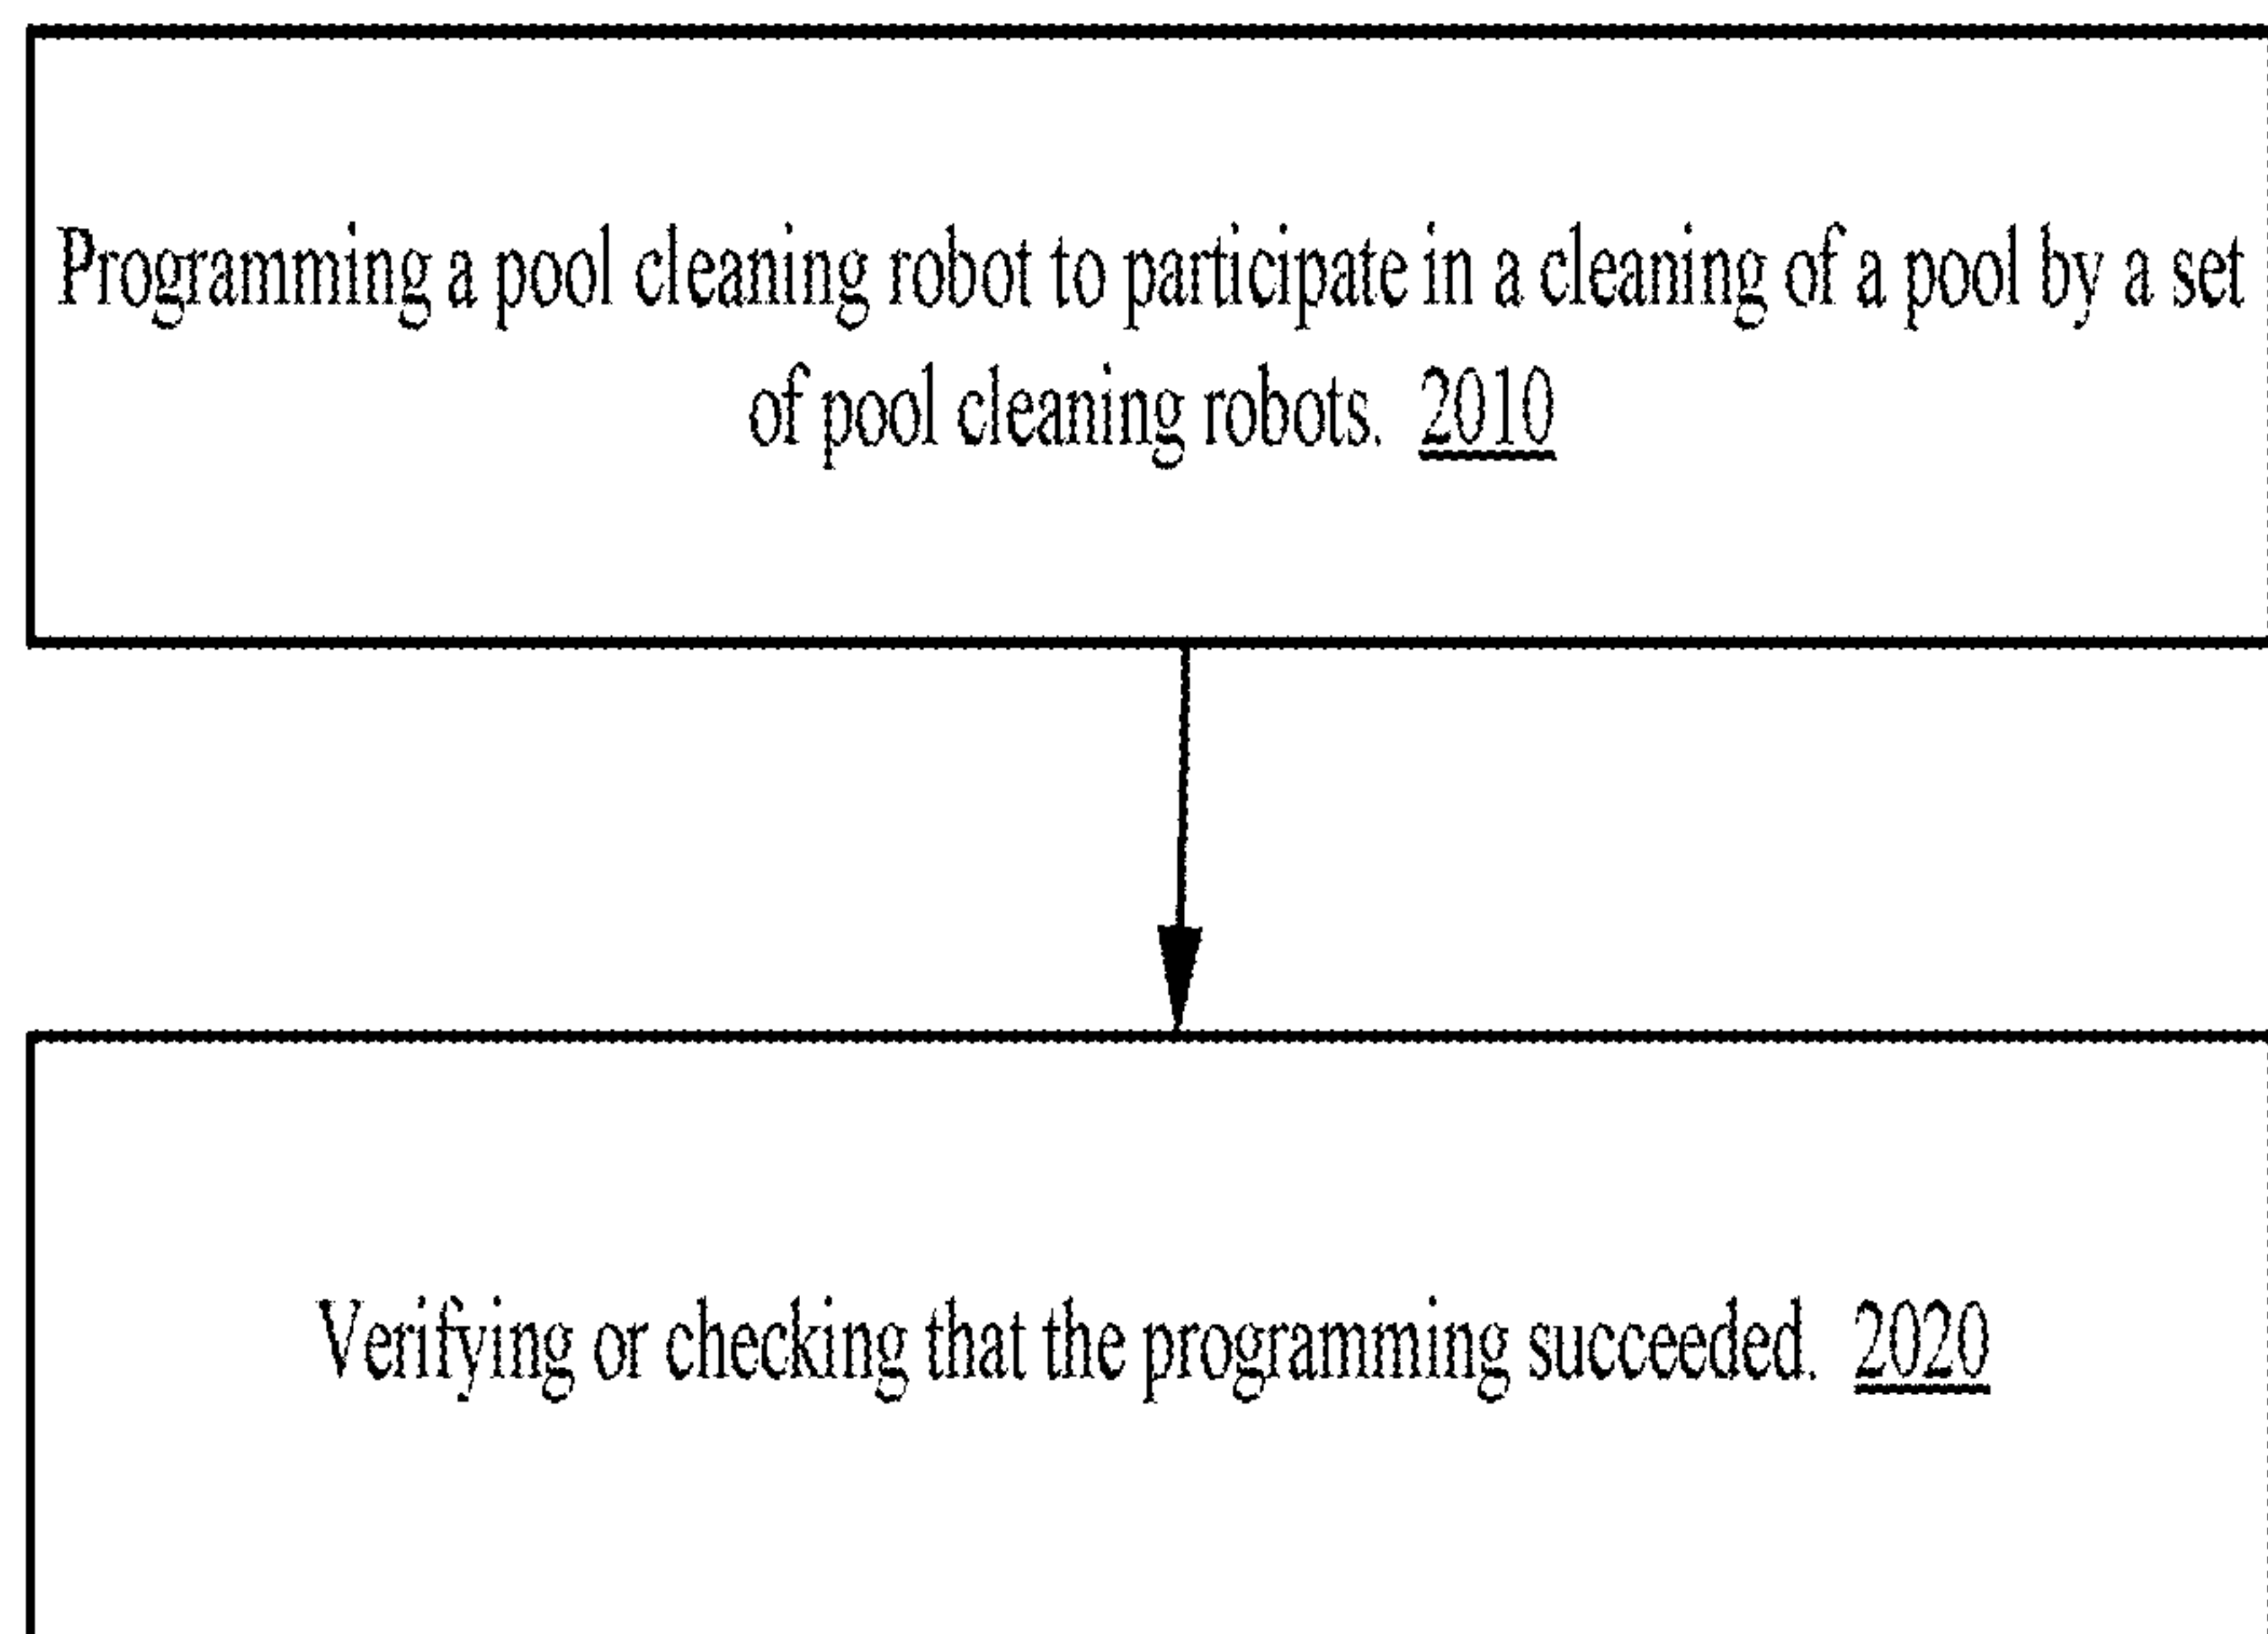 Programming a pool cleaning robot to participate in a cleaning of a pool by a set
of pool cleaning robots. 2010
Verifying or checking that the programming succeeded. 2020